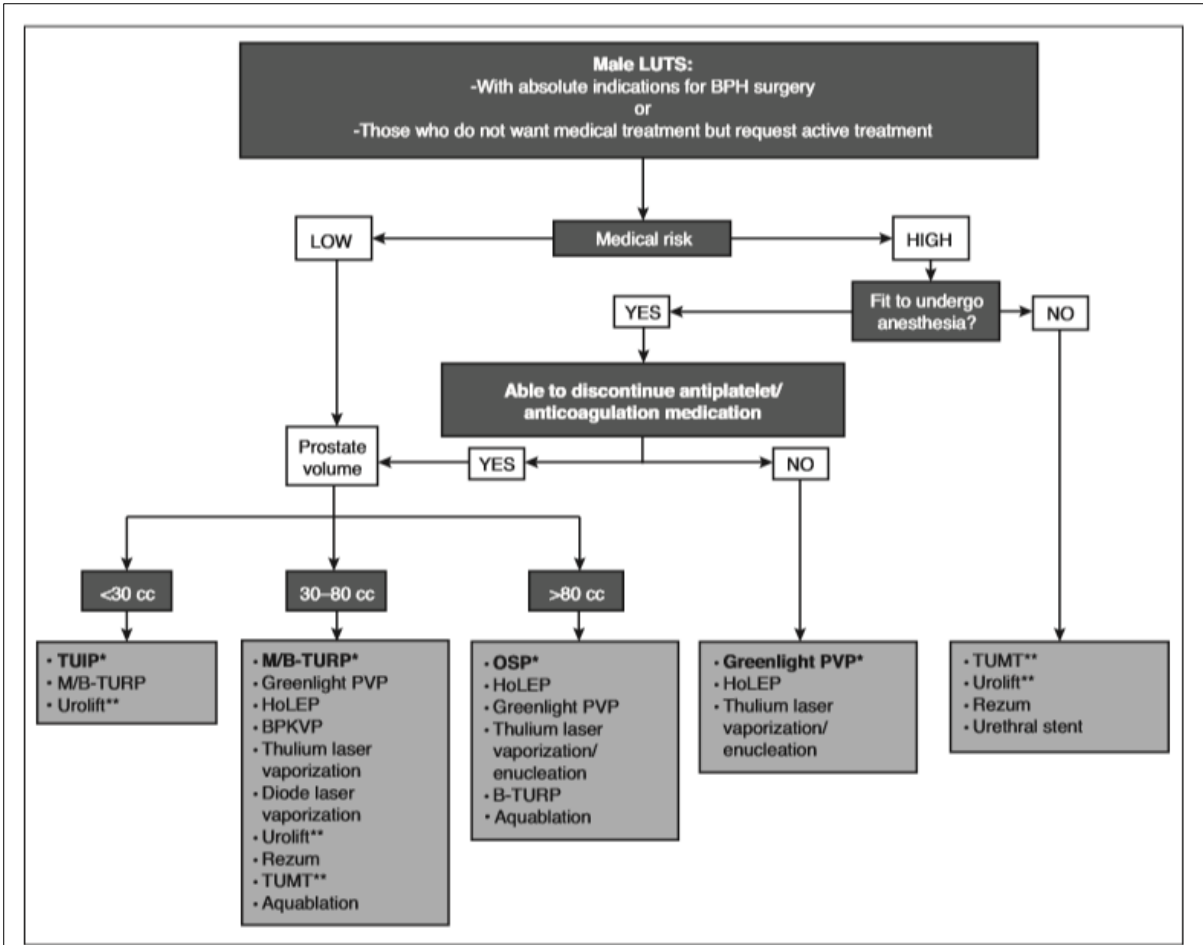 Male LUTS:
-With absolute indications for BPH surgery
or
-Those who do not want medical treatment but request active treatment
LOW
Medical risk
HIGH
YES
Fit to undergo
anesthesia?
NO
Able to discontinue antiplatelet/
anticoagulation medication
Prostate
volume
YES
NO
<30 cc
30–80 cc
>80 cc
• TUIP*
• M/B-TURP
• Urolift**
• M/B-TURP*
• Greenlight PVP
• HoLEP
• BPKVP
• Thulium laser
vaporization
• Diode laser
vaporization
• Urolift**
• Rezum
• TUMT**
• Aquablation
• OSP*
• HoLEP
• Greenlight PVP
• Thulium laser
vaporization/
enucleation
• B-TURP
• Aquablation
• Greenlight PVP*
• HoLEP
• Thulium laser
vaporization/
enucleation
• TUMT**
• Urolift**
• Rezum
• Urethral stent